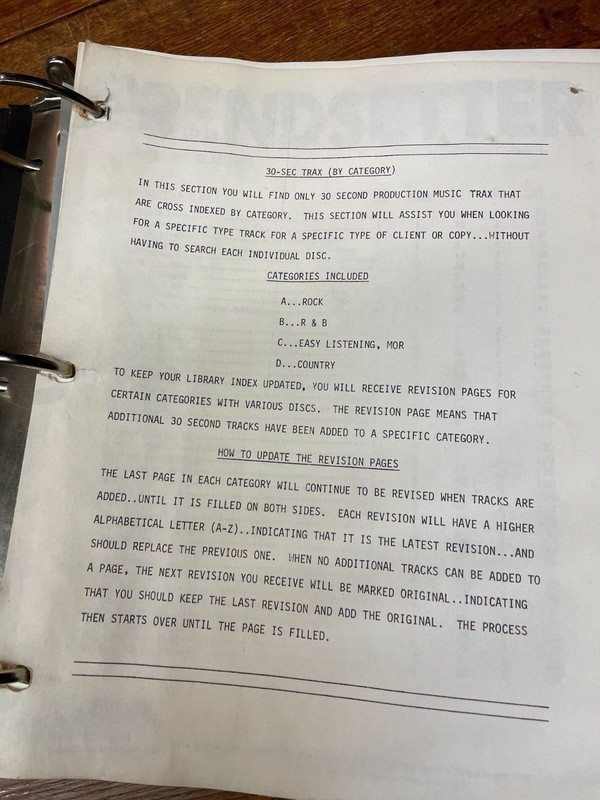 30-SEC TRAX (BY CATEGORY)
IN THIS SECTION YOU WILL FIND ONLY 30 SECOND PRODUCTION MUSIC TRAX THAT
ARE CROSS INDEXED BY CATEGORY. THIS SECTION WILL ASSIST YOU WHEN LOOKING
FOR A SPECIFIC TYPE TRACK FOR A SPECIFIC TYPE OF CLIENT OR COPY...WITHOUT
HAVING TO SEARCH EACH INDIVIDUAL DISC.
CATEGORIES INCLUDED
A...ROCK
B...R & B
C...EASY LISTENING, MOR
D...COUNTRY
TO KEEP YOUR LIBRARY INDEX UPDATED, YOU WILL RECEIVE REVISION PAGES FOR
CERTAIN CATEGORIES WITH VARIOUS DISCS. THE REVISION PAGE MEANS THAT
ADDITIONAL 30 SECOND TRACKS HAVE BEEN ADDED TO A SPECIFIC CATEGORY.
HOW TO UPDATE THE REVISION PAGES
THE LAST PAGE IN EACH CATEGORY WILL CONTINUE TO BE REVISED WHEN TRACKS ARE
ADDED..UNTIL IT IS FILLED ON BOTH SIDES. EACH REVISION WILL HAVE A HIGHER
ALPHABETICAL LETTER (A-Z)..INDICATING THAT IT IS THE LATEST REVISION...AND
SHOULD REPLACE THE PREVIOUS ONE. WHEN NO ADDITIONAL TRACKS CAN BE ADDED TO
A PAGE, THE NEXT REVISION YOU RECEIVE WILL BE MARKED ORIGINAL..INDICATING
THAT YOU SHOULD KEEP THE LAST REVISION AND ADD THE ORIGINAL. THE PROCESS
THEN STARTS OVER UNTIL THE PAGE IS FILLED.